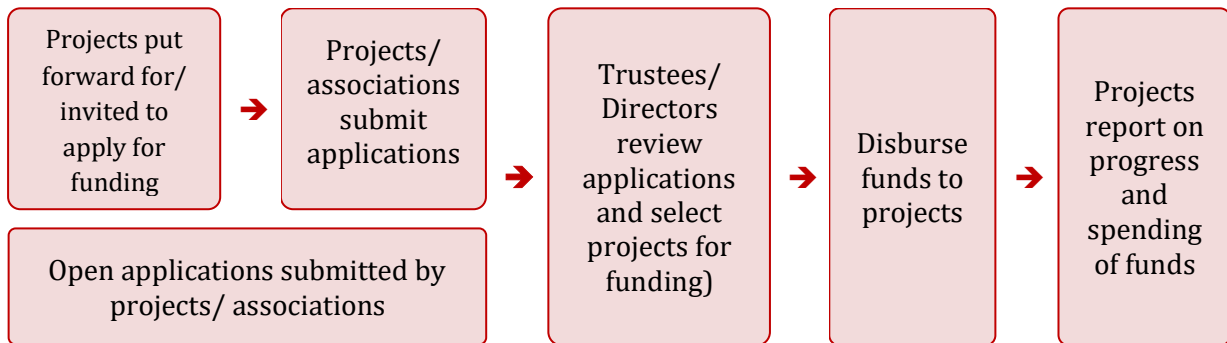 Projects put
forward for/
invited to
apply for
funding
➔
Projects/
associations
submit
applications
Open applications submitted by
projects/ associations
➔
Trustees/
Directors
review
applications
and select
projects for
funding)
➔
Disburse
funds to
projects
➔
Projects
report on
progress
and
spending
of funds